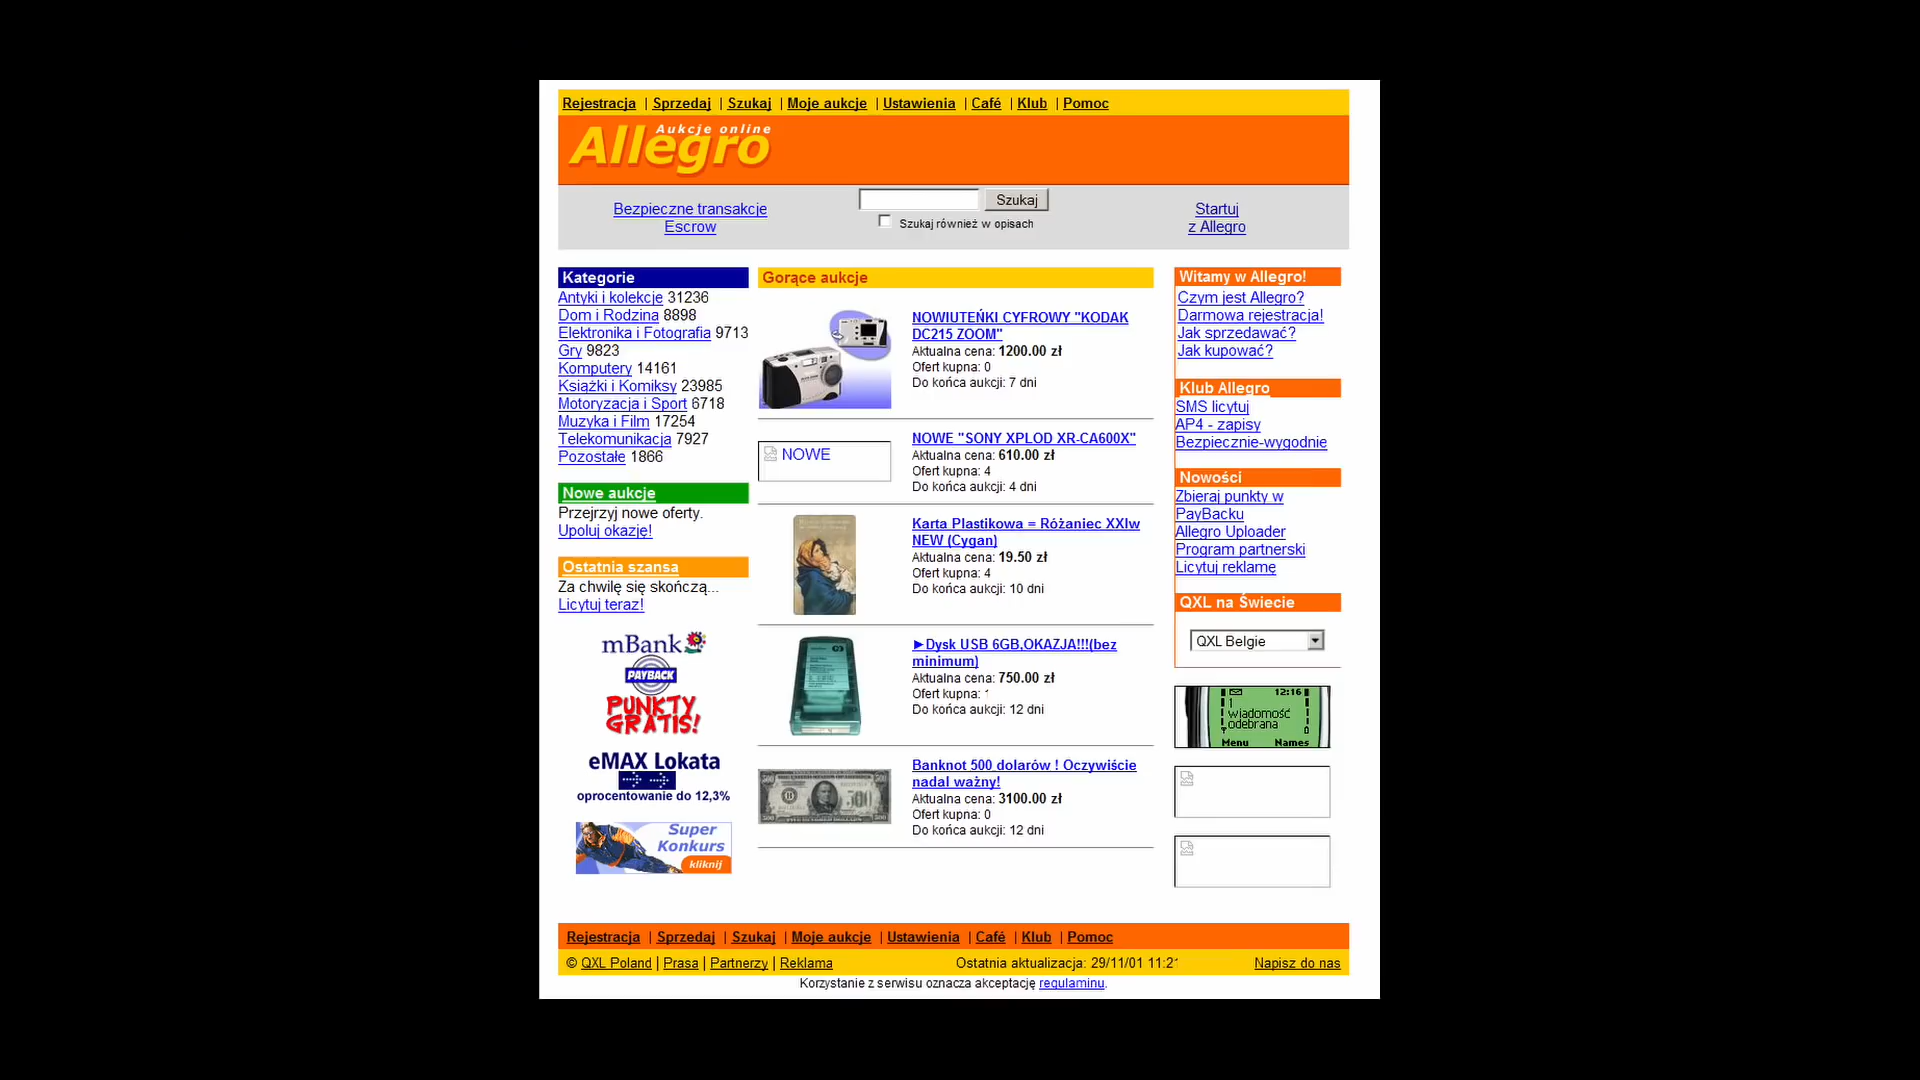 Rejestracja | Sprzedaj | Szukaj | Moje aukcje | Ustawienia | Café | Klub | Pomoc
Aukcje online
Allegro
Bezpieczne transakcje
Escrow
Szukaj
Szukaj również w opisach
Startuj
z Allegro
Kategorie
Antyki i kolekcje 31236
Dom i Rodzina 8898
Elektronika i Fotografia 9713
Gry 9823
Komputery 14161
Książki i Komiksy 23985
Motoryzacja i Sport 6718
Muzyka i Film 17254
Telekomunikacja 7927
Pozostałe 1866
Nowe aukcje
Przejrzyj nowe oferty.
Upoluj okazję!
Ostatnia szansa
Za chwilę się skończą...
Licytuj teraz!
mBank
PAYBACK
PUNKTY
GRATIS!
eMAX Lokata
oprocentowanie do 12,3%
Super
Konkurs
kliknij
Gorące aukcje
NOWIUTEŃKI CYFROWY "KODAK
DC215 ZOOM"
Aktualna cena: 1200.00 zł
Ofert kupna: 0
Do końca aukcji: 7 dni
NOWE
NOWE "SONY XPLOD XR-CA600X"
Aktualna cena: 610.00 zł
Ofert kupna: 4
Do końca aukcji: 4 dni
Karta Plastikowa = Różaniec XXIw
NEW (Cygan)
Aktualna cena: 19.50 zł
Ofert kupna: 4
Do końca aukcji: 10 dni
►Dysk USB 6GB,OKAZJA!!!(bez
minimum)
Aktualna cena: 750.00 zł
Ofert kupna: 1
Do końca aukcji: 12 dni
500
Banknot 500 dolarów ! Oczywiście
nadal ważny!
Aktualna cena: 3100.00 zł
Ofert kupna: 0
Do końca aukcji: 12 dni
Witamy w Allegro!
Czym jest Allegro?
Darmowa rejestracja!
Jak sprzedawać?
Jak kupować?
Klub Allegro
SMS licytuj
AP4 - zapisy
Bezpiecznie-wygodnie
Nowości
Zbieraj punkty w
PayBacku
Allegro Uploader
Program partnerski
Licytuj reklamę
QXL na Świecie
QXL Belgie
12:16
1
wiadomość
odebrana
Menu Names
Rejestracja | Sprzedaj | Szukaj | Moje aukcje | Ustawienia | Café | Klub | Pomoc
© QXL Poland | Prasa | Partnerzy | Reklama Ostatnia aktualizacja: 29/11/01 11:21 Napisz do nas
Korzystanie z serwisu oznacza akceptację regulaminu.